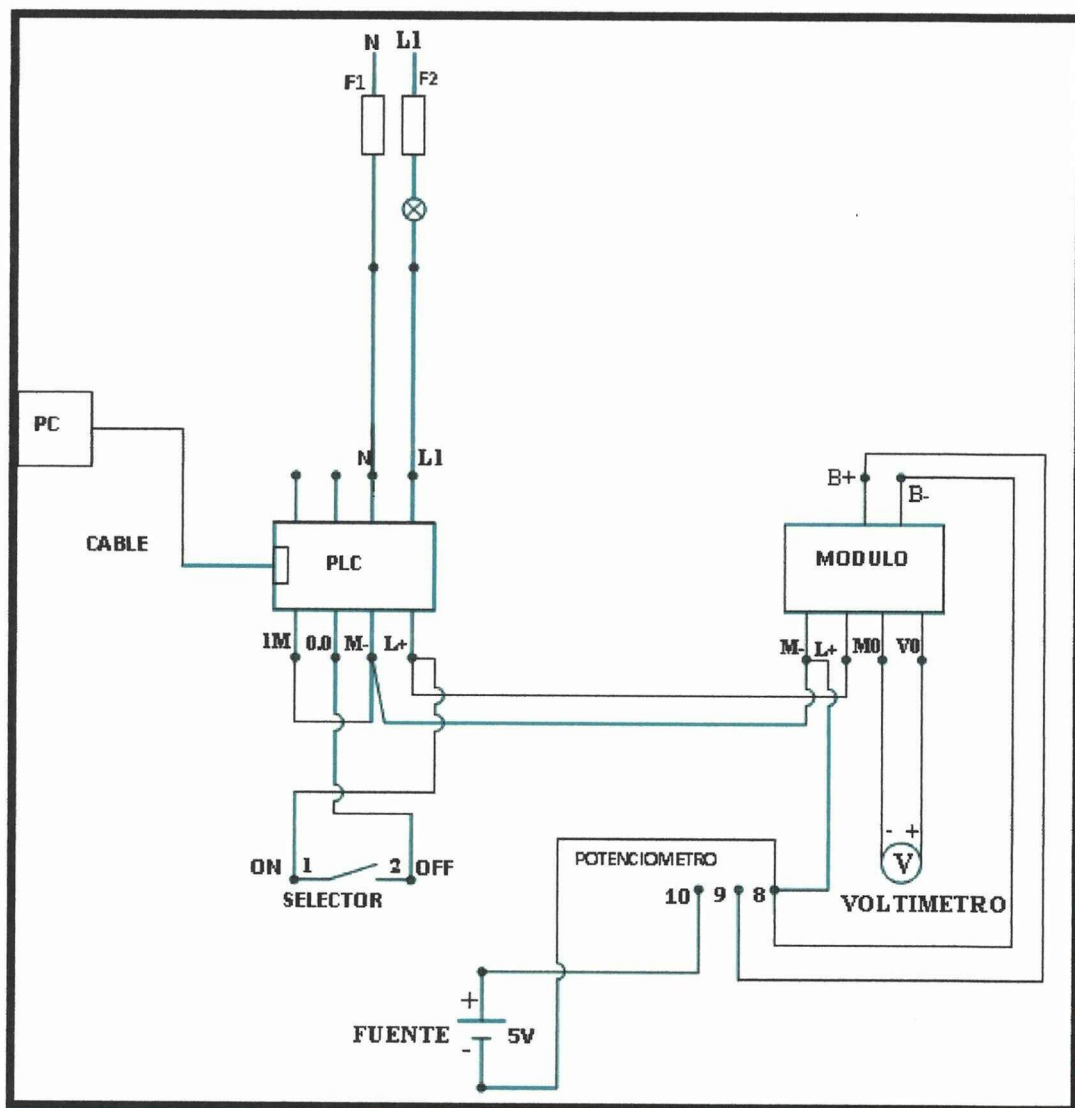 N L1
F1 F2
PC
N L1
CABLE
PLC
1M 0.0 M- L+
B+
B-
MODULO
M- L+ M0 V0
ON 1 2 OFF
SELECTOR
POTENCIOMETRO
10 9 8
- +
V
VOLTIMETRO
+
FUENTE 5V
-